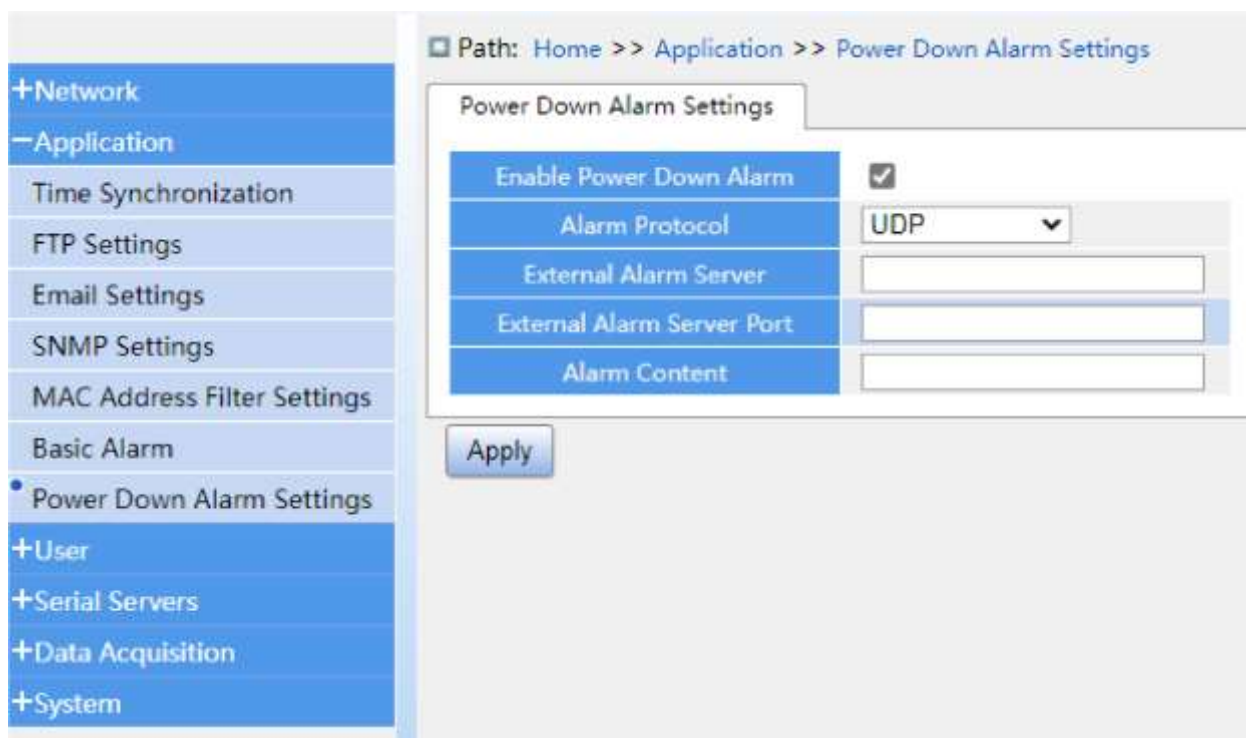 Path: Home >> Application >> Power Down Alarm Settings
+Network
−Application
Time Synchronization
FTP Settings
Email Settings
SNMP Settings
MAC Address Filter Settings
Basic Alarm
Power Down Alarm Settings
+User
+Serial Servers
+Data Acquisition
+System
Power Down Alarm Settings
Enable Power Down Alarm
Alarm Protocol UDP
External Alarm Server
External Alarm Server Port
Alarm Content
Apply